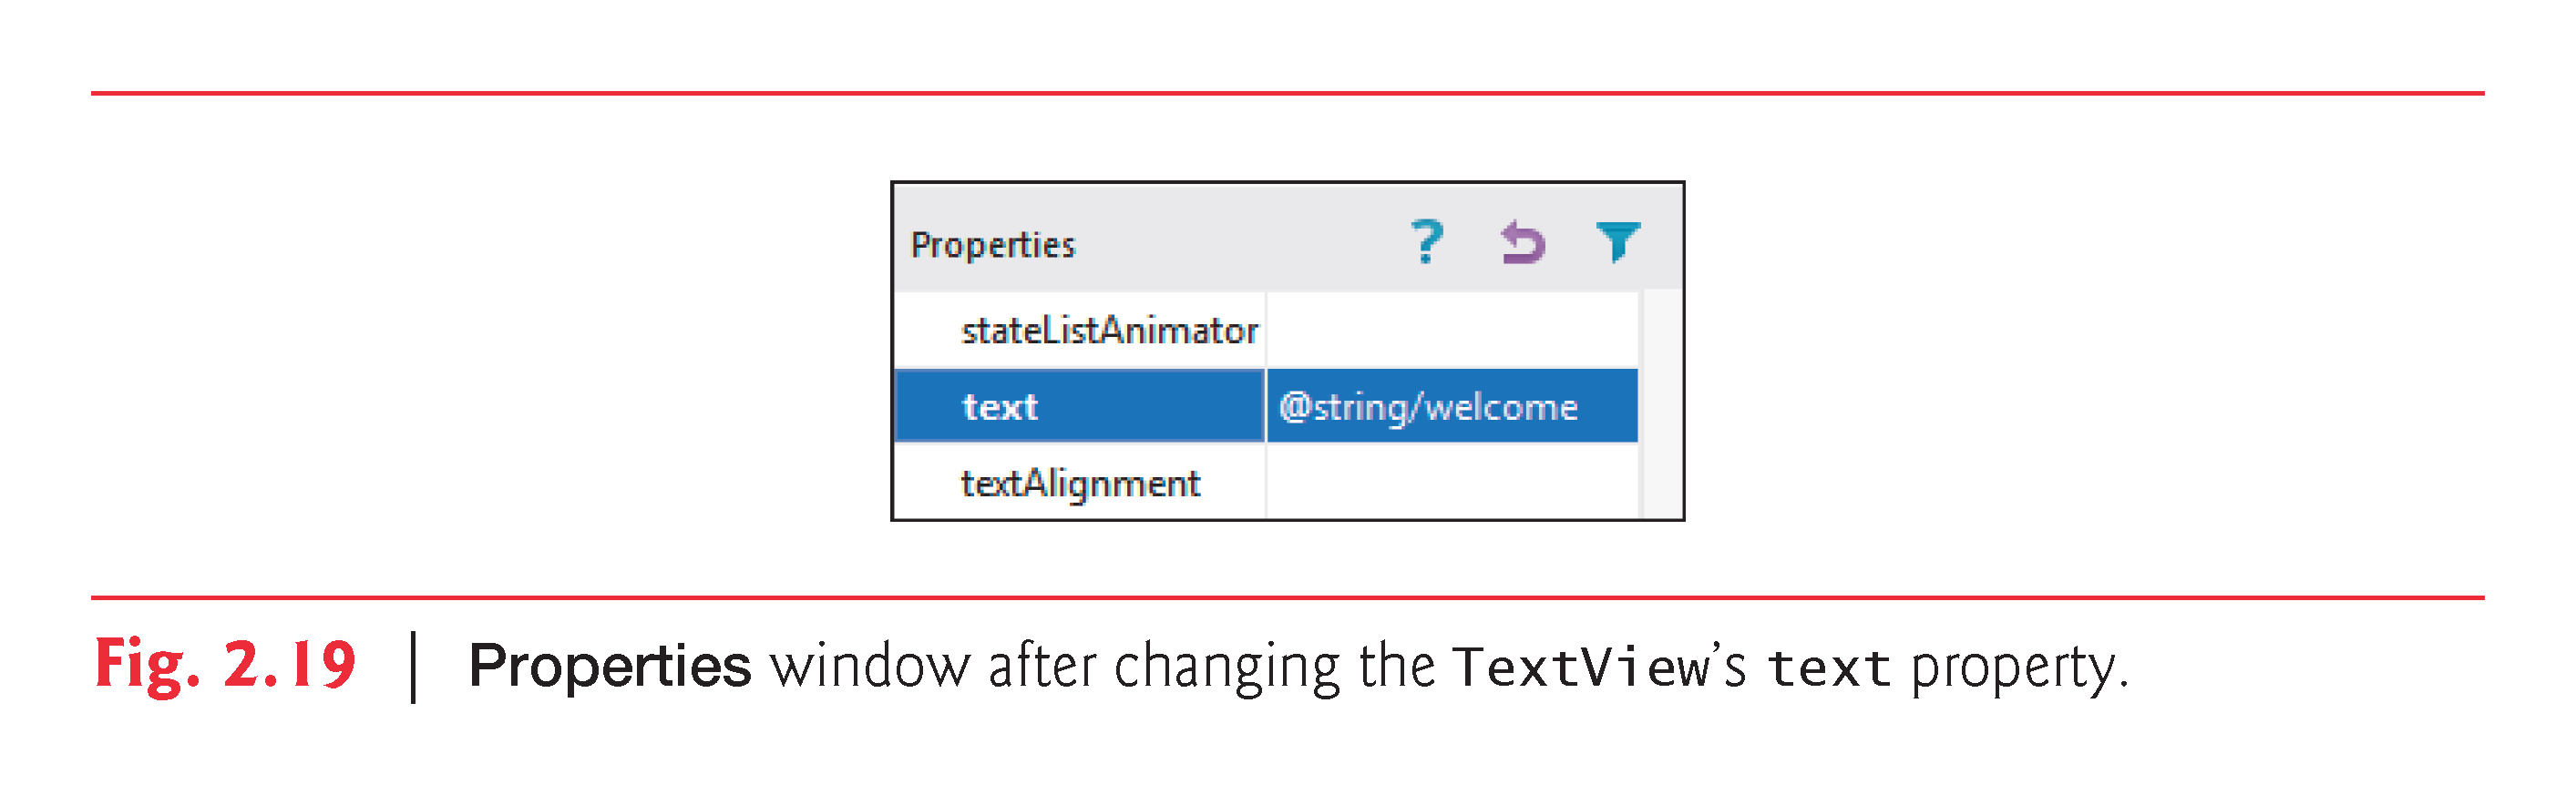 Properties ?
stateListAnimator
text @string/welcome
textAlignment
Fig. 2.19 | Properties window after changing the TextView’s text property.